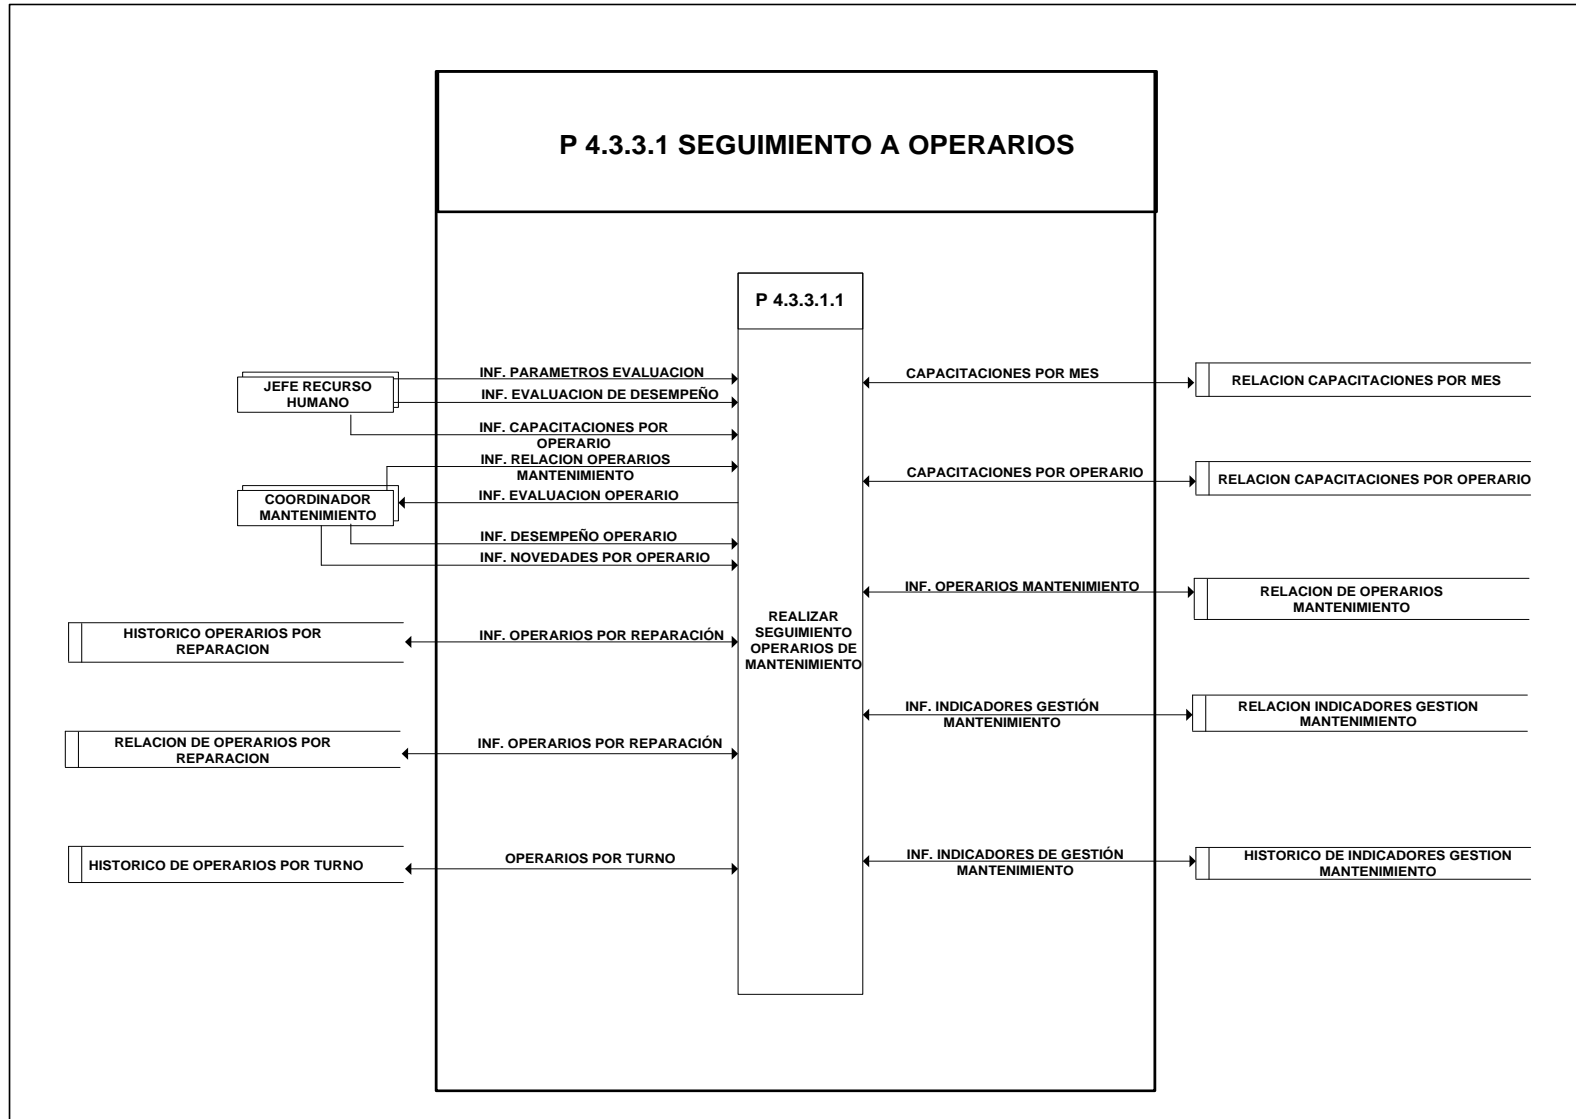 P 4.3.3.1 SEGUIMIENTO A OPERARIOS
P 4.3.3.1.1
REALIZAR
SEGUIMIENTO
OPERARIOS DE
MANTENIMIENTO
JEFE RECURSO
HUMANO
INF. PARAMETROS EVALUACION
INF. EVALUACION DE DESEMPEÑO
INF. CAPACITACIONES POR
OPERARIO
INF. RELACION OPERARIOS
MANTENIMIENTO
COORDINADOR
MANTENIMIENTO
INF. EVALUACION OPERARIO
INF. DESEMPEÑO OPERARIO
INF. NOVEDADES POR OPERARIO
HISTORICO OPERARIOS POR
REPARACION
INF. OPERARIOS POR REPARACIÓN
RELACION DE OPERARIOS POR
REPARACION
INF. OPERARIOS POR REPARACIÓN
HISTORICO DE OPERARIOS POR TURNO
OPERARIOS POR TURNO
CAPACITACIONES POR MES
RELACION CAPACITACIONES POR MES
CAPACITACIONES POR OPERARIO
RELACION CAPACITACIONES POR OPERARIO
INF. OPERARIOS MANTENIMIENTO
RELACION DE OPERARIOS
MANTENIMIENTO
INF. INDICADORES GESTIÓN
MANTENIMIENTO
RELACION INDICADORES GESTION
MANTENIMIENTO
INF. INDICADORES DE GESTIÓN
MANTENIMIENTO
HISTORICO DE INDICADORES GESTION
MANTENIMIENTO